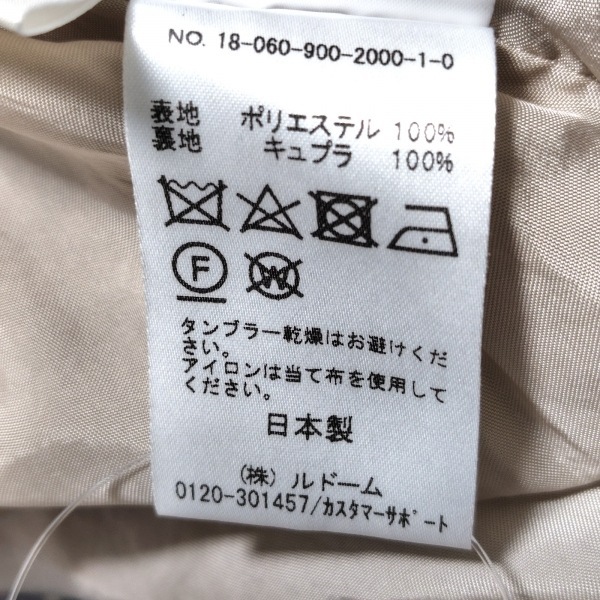 NO. 18-060-900-2000-1-0
表地 ポリエステル 100%
裏地 キュプラ 100%
F W
タンブラー乾燥はお避けくだ
さい。
アイロンは当て布を使用して
ください。
日本製
(株) ルドーム
0120-301457/カスタマーサポート